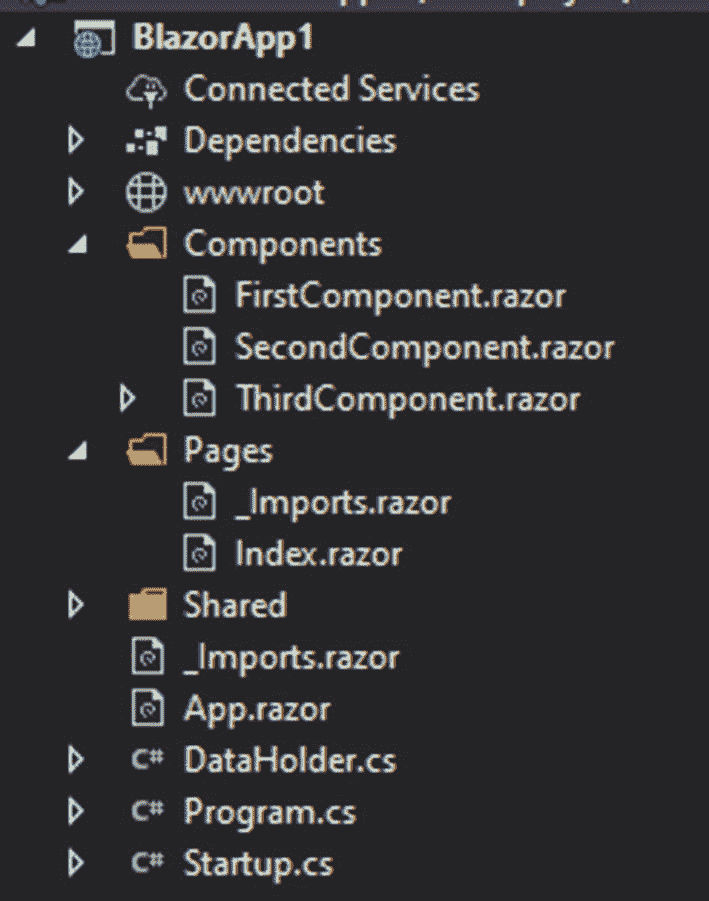 BlazorApp1
Connected Services
Dependencies
wwwroot
Components
FirstComponent.razor
SecondComponent.razor
ThirdComponent.razor
Pages
_Imports.razor
Index.razor
Shared
_Imports.razor
App.razor
C# DataHolder.cs
C# Program.cs
C# Startup.cs